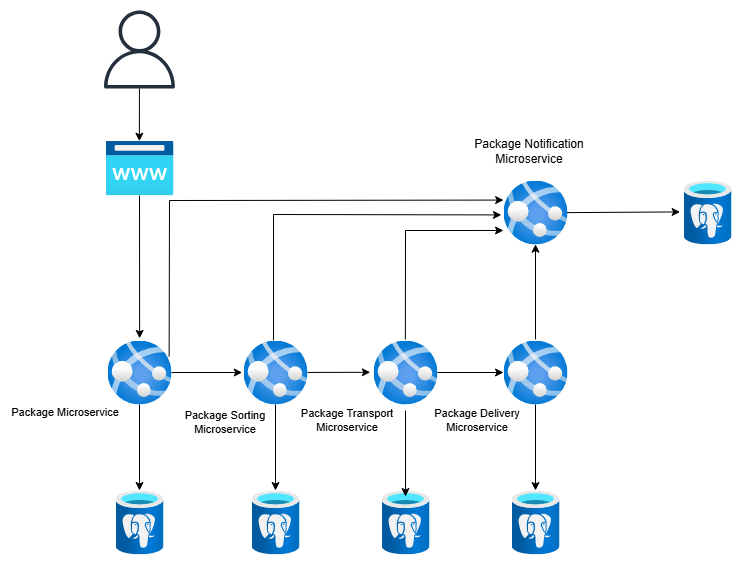 WWW
Package Notification
Microservice
Package Microservice
Package Sorting
Microservice
Package Transport
Microservice
Package Delivery
Microservice